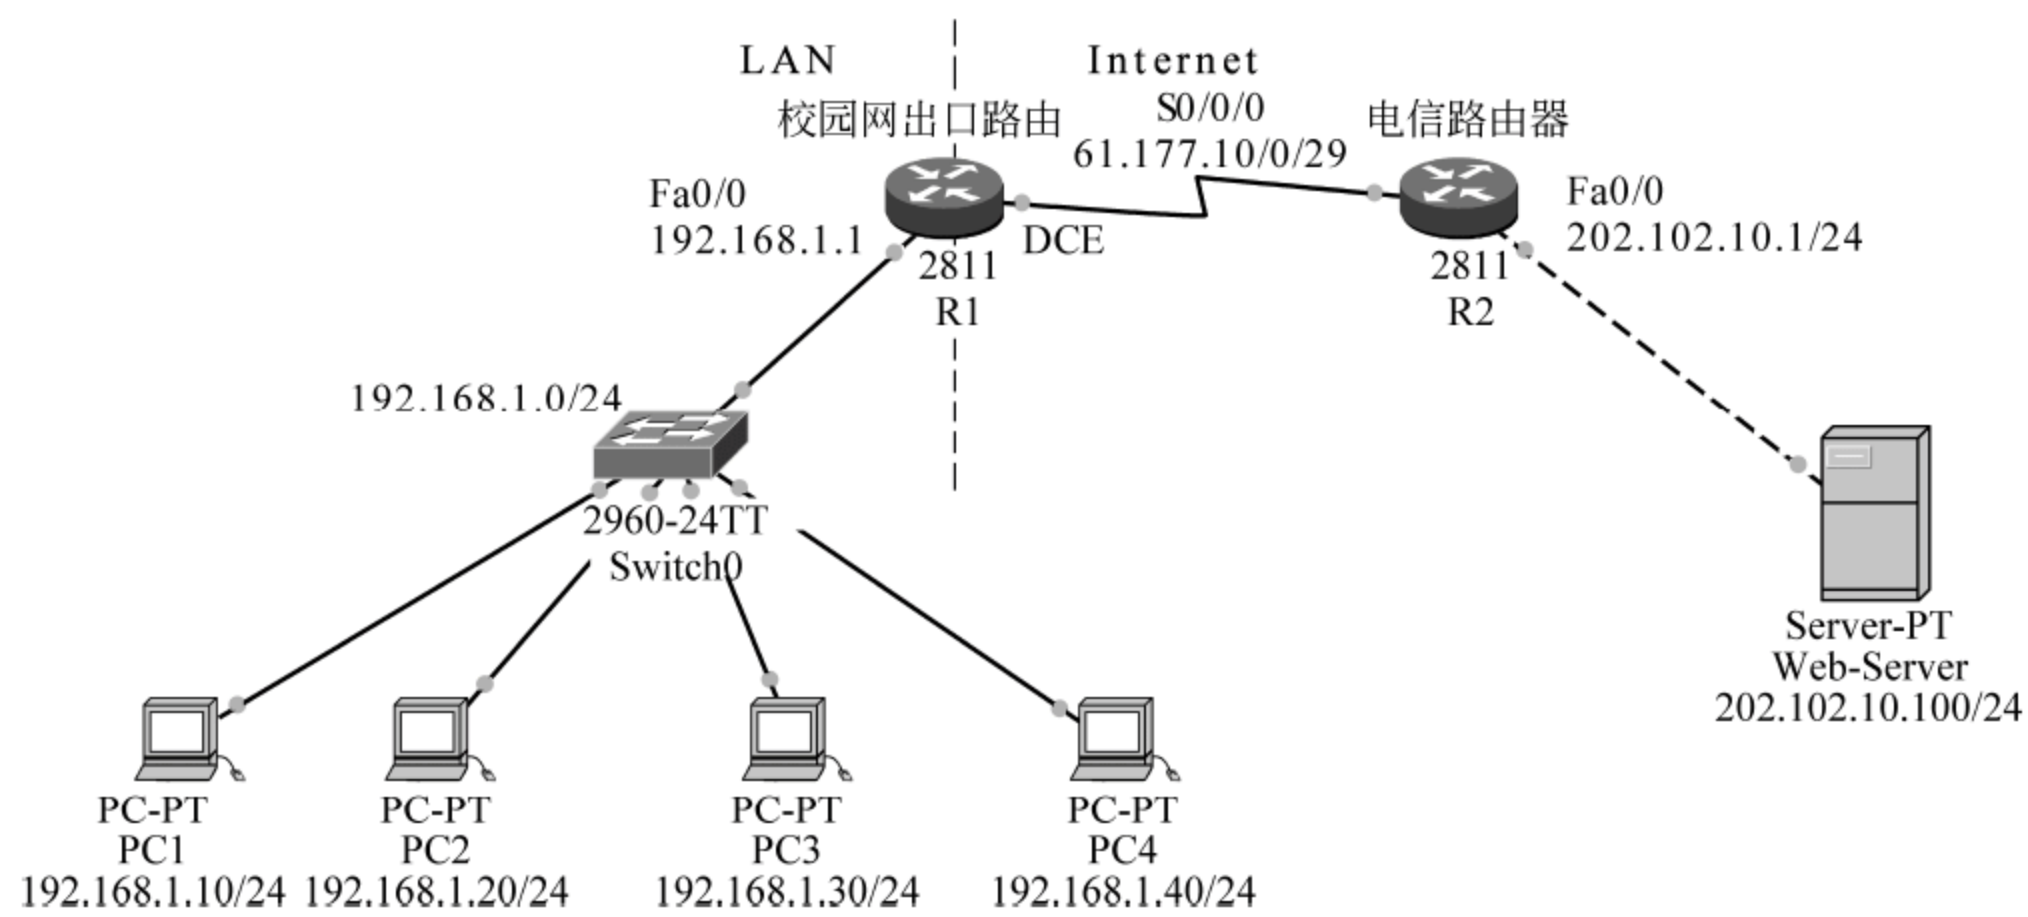 LAN
Internet
校园网出口路由
S0/0/0
电信路由器
61.177.10/0/29
Fa0/0
192.168.1.1
DCE
Fa0/0
202.102.10.1/24
2811
R1
2811
R2
192.168.1.0/24
2960-24TT
Switch0
Server-PT
Web-Server
202.102.10.100/24
PC-PT
PC1
192.168.1.10/24
PC-PT
PC2
192.168.1.20/24
PC-PT
PC3
192.168.1.30/24
PC-PT
PC4
192.168.1.40/24